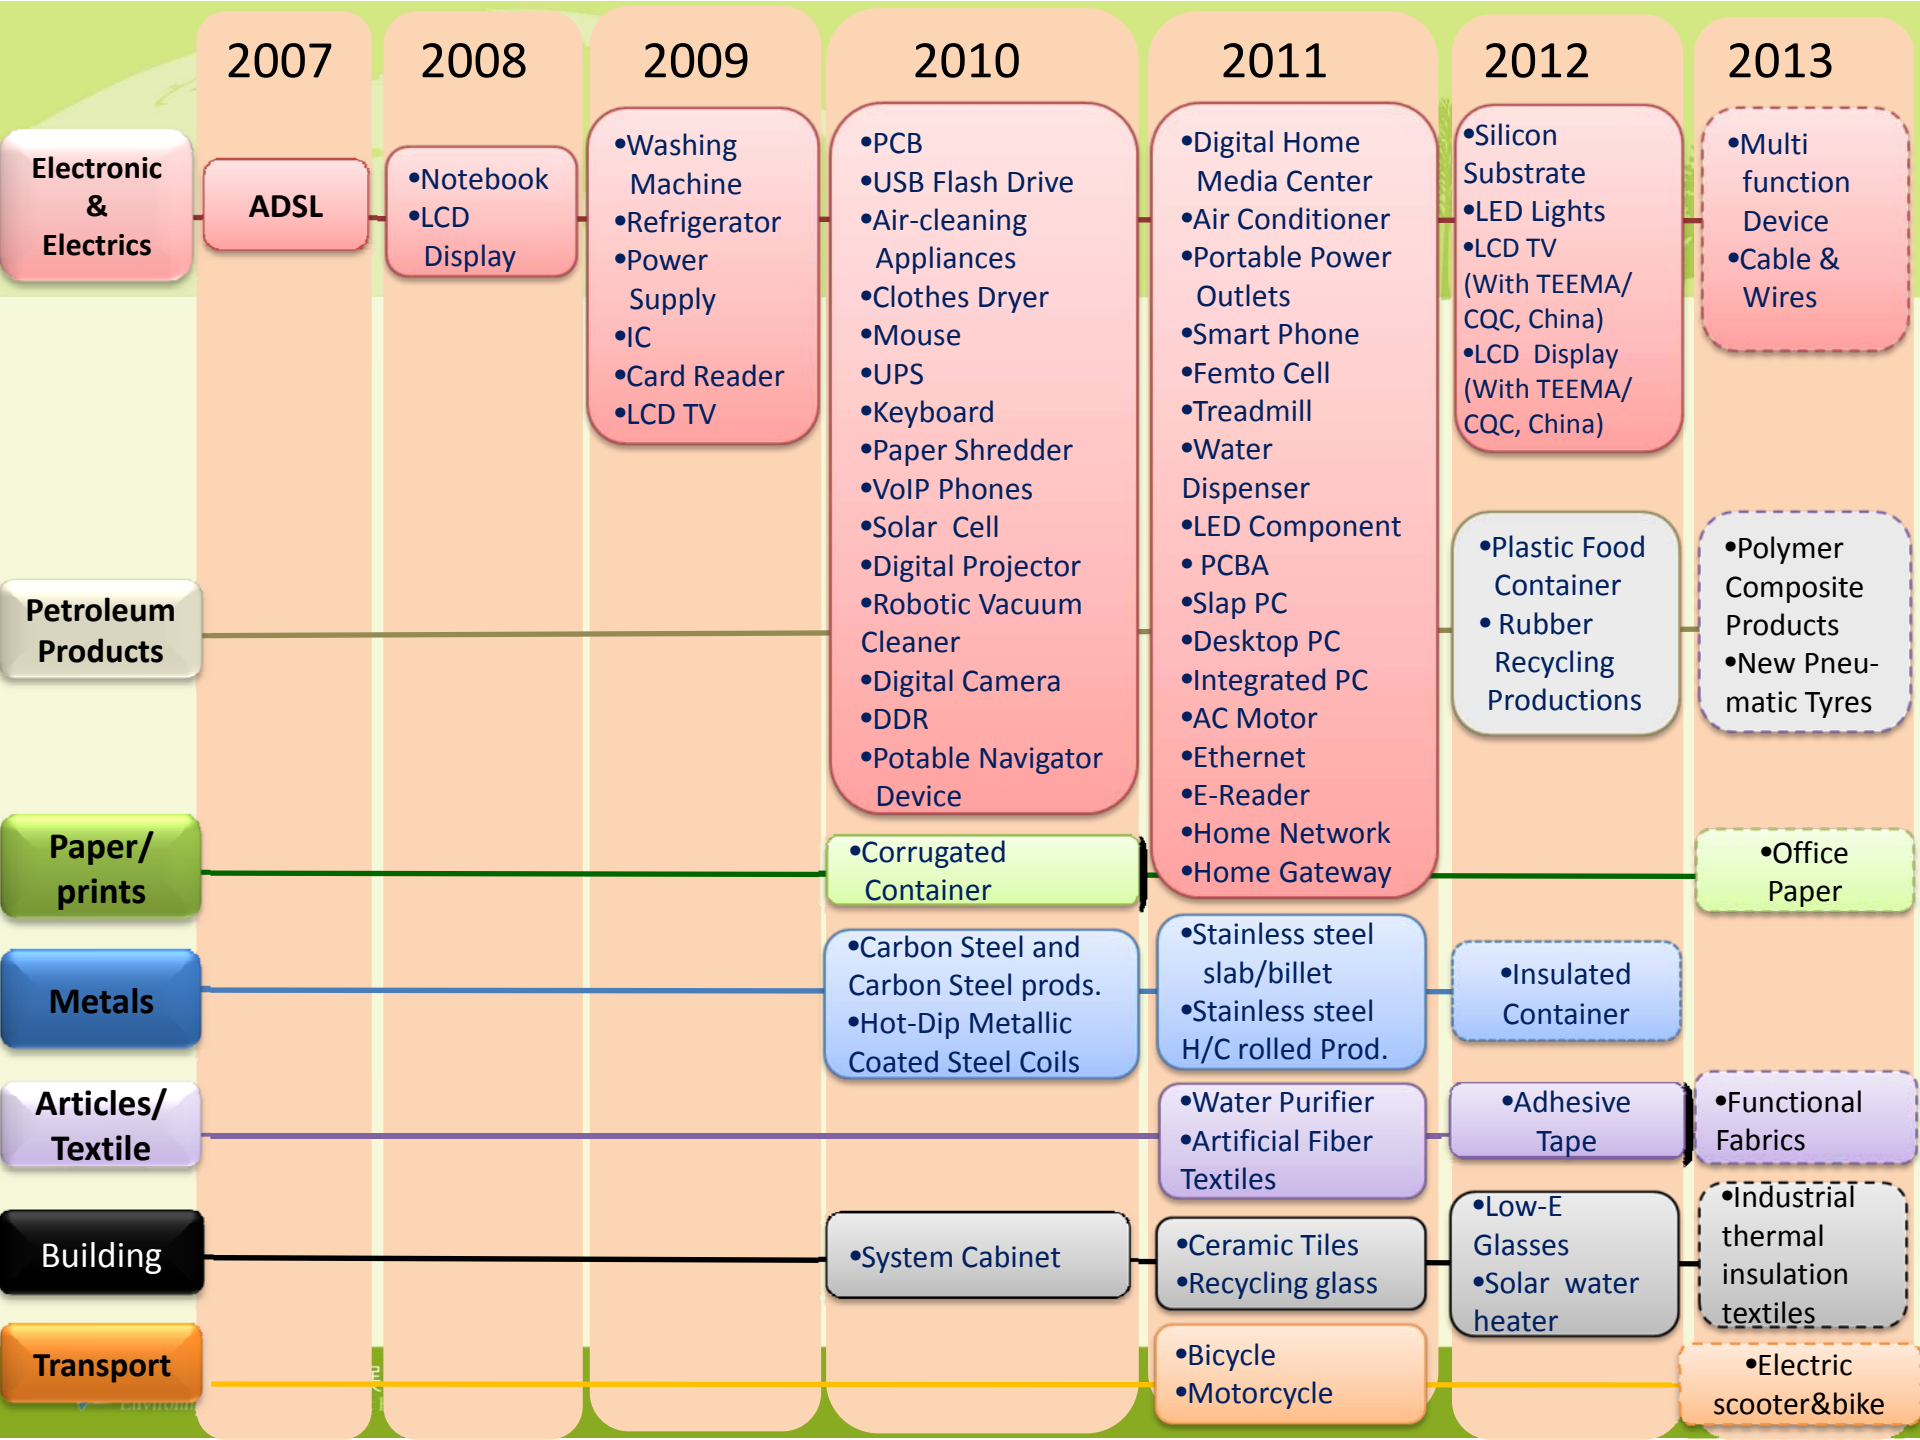 2007
2008
2009
2010
2011
2012
2013
Electronic
&
Electrics
ADSL
•Notebook
•LCD
Display
•Washing
Machine
•Refrigerator
•Power
Supply
•IC
•Card Reader
•LCD TV
•PCB
•USB Flash Drive
•Air-cleaning
Appliances
•Clothes Dryer
•Mouse
•UPS
•Keyboard
•Paper Shredder
•VoIP Phones
•Solar Cell
•Digital Projector
•Robotic Vacuum
Cleaner
•Digital Camera
•DDR
•Potable Navigator
Device
•Digital Home
Media Center
•Air Conditioner
•Portable Power
Outlets
•Smart Phone
•Femto Cell
•Treadmill
•Water
Dispenser
•LED Component
• PCBA
•Slap PC
•Desktop PC
•Integrated PC
•AC Motor
•Ethernet
•E-Reader
•Home Network
•Home Gateway
•Silicon
Substrate
•LED Lights
•LCD TV
(With TEEMA/
CQC, China)
•LCD Display
(With TEEMA/
CQC, China)
•Multi
function
Device
•Cable &
Wires
Petroleum
Products
•Plastic Food
Container
• Rubber
Recycling
Productions
•Polymer
Composite
Products
•New Pneu-
matic Tyres
Paper/
prints
•Corrugated
Container
•Office
Paper
Metals
•Carbon Steel and
Carbon Steel prods.
•Hot-Dip Metallic
Coated Steel Coils
•Stainless steel
slab/billet
•Stainless steel
H/C rolled Prod.
•Insulated
Container
Articles/
Textile
•Water Purifier
•Artificial Fiber
Textiles
•Adhesive
Tape
•Functional
Fabrics
Building
•System Cabinet
•Ceramic Tiles
•Recycling glass
•Low-E
Glasses
•Solar water
heater
•Industrial
thermal
insulation
textiles
Transport
•Bicycle
•Motorcycle
•Electric
scooter&bike